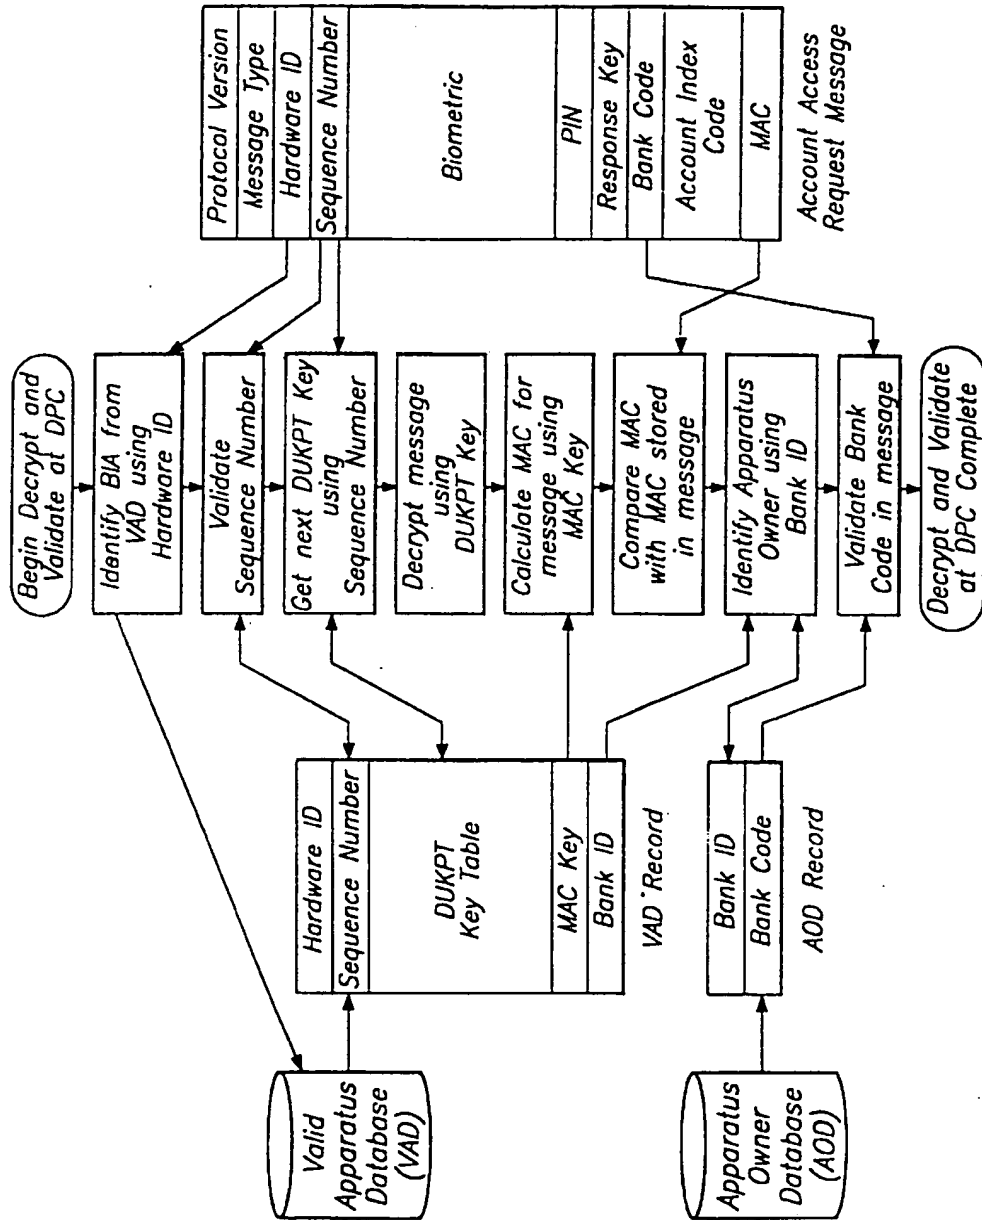 Begin Decrypt and
Validate at DPC
Identify BIA from
VAD using
Hardware ID
Validate
Sequence Number
Get next DUKPT Key
using
Sequence Number
Decrypt message
using
DUKPT Key
Calculate MAC for
message using
MAC Key
Compare MAC
with MAC stored
in message
Identify Apparatus
Owner using
Bank ID
Validate Bank
Code in message
Decrypt and Validate
at DPC Complete
Protocol Version
Message Type
Hardware ID
Sequence Number
Biometric
PIN
Response Key
Bank Code
Account Index
Code
MAC
Account Access
Request Message
Hardware ID
Sequence Number
DUKPT
Key Table
MAC Key
Bank ID
VAD Record
Bank ID
Bank Code
AOD Record
Valid
Apparatus
Database
(VAD)
Apparatus
Owner
Database
(AOD)